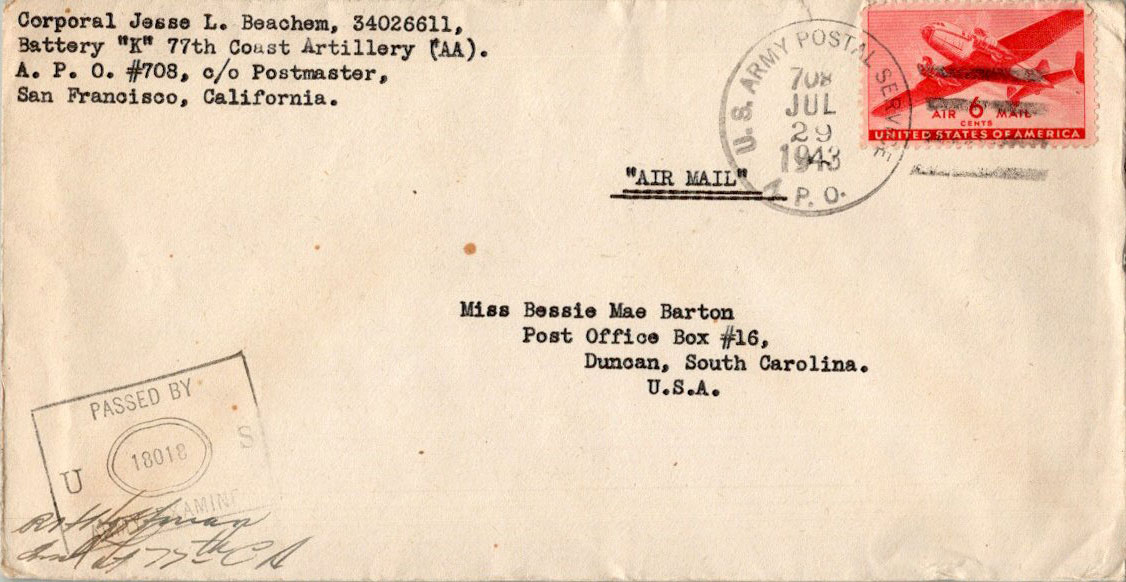 Corporal Jesse L. Beachem, 34026611,
Battery "K" 77th Coast Artillery (AA).
A. P. O. #708, c/o Postmaster,
San Francisco, California.
U.S. ARMY POSTAL SERVICE
708
JUL
29
1943
A. P. O.
AIR 6 MAIL
CENTS
UNITED STATES OF AMERICA
"AIR MAIL"
Miss Bessie Mae Barton
Post Office Box #16,
Duncan, South Carolina.
U.S.A.
PASSED BY
U 18018 S
77th CA